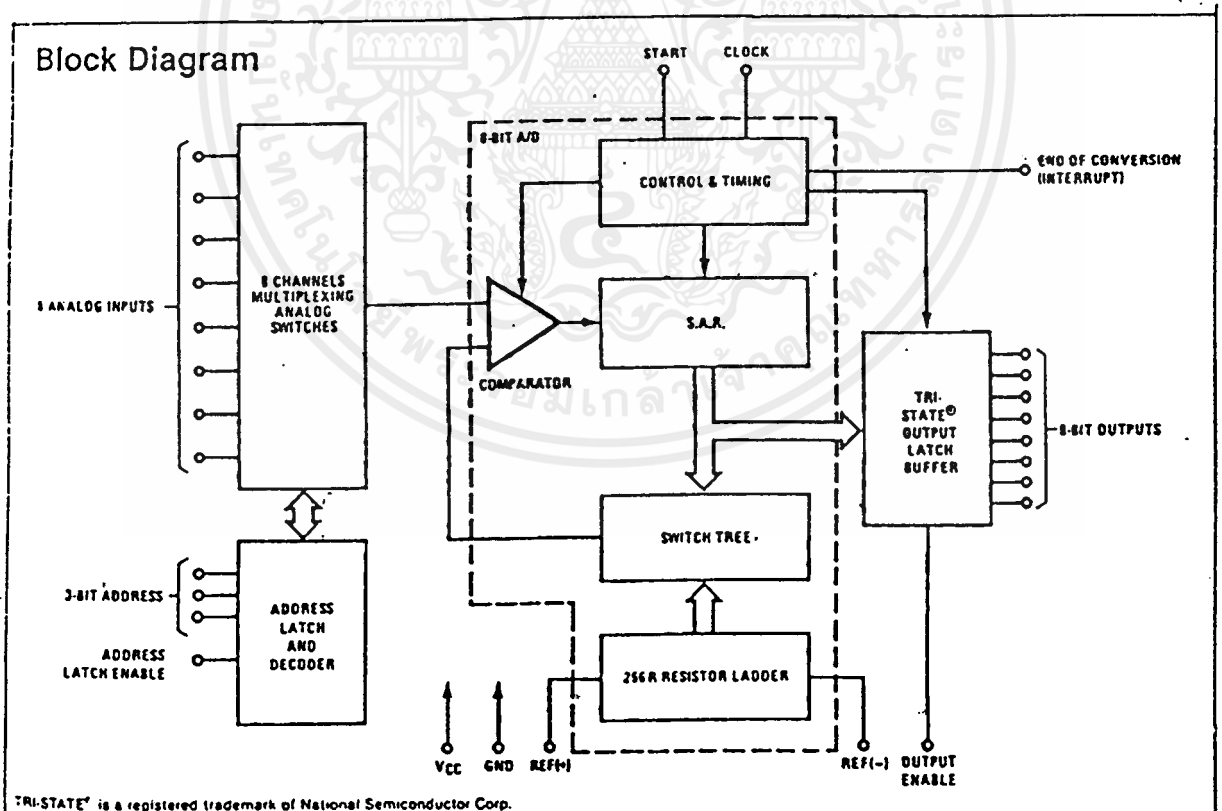 Block Diagram
START
CLOCK
8-BIT A/D
CONTROL & TIMING
END OF CONVERSION
(INTERRUPT)
8 ANALOG INPUTS
8 CHANNELS
MULTIPLEXING
ANALOG
SWITCHES
S.A.R.
COMPARATOR
TRI-
STATE®
OUTPUT
LATCH
BUFFER
8-BIT OUTPUTS
SWITCH TREE
3-BIT ADDRESS
ADDRESS
LATCH ENABLE
ADDRESS
LATCH
AND
DECODER
256R RESISTOR LADDER
VCC
GND
REF(+)
REF(-)
OUTPUT
ENABLE
TRI-STATE® is a registered trademark of National Semiconductor Corp.